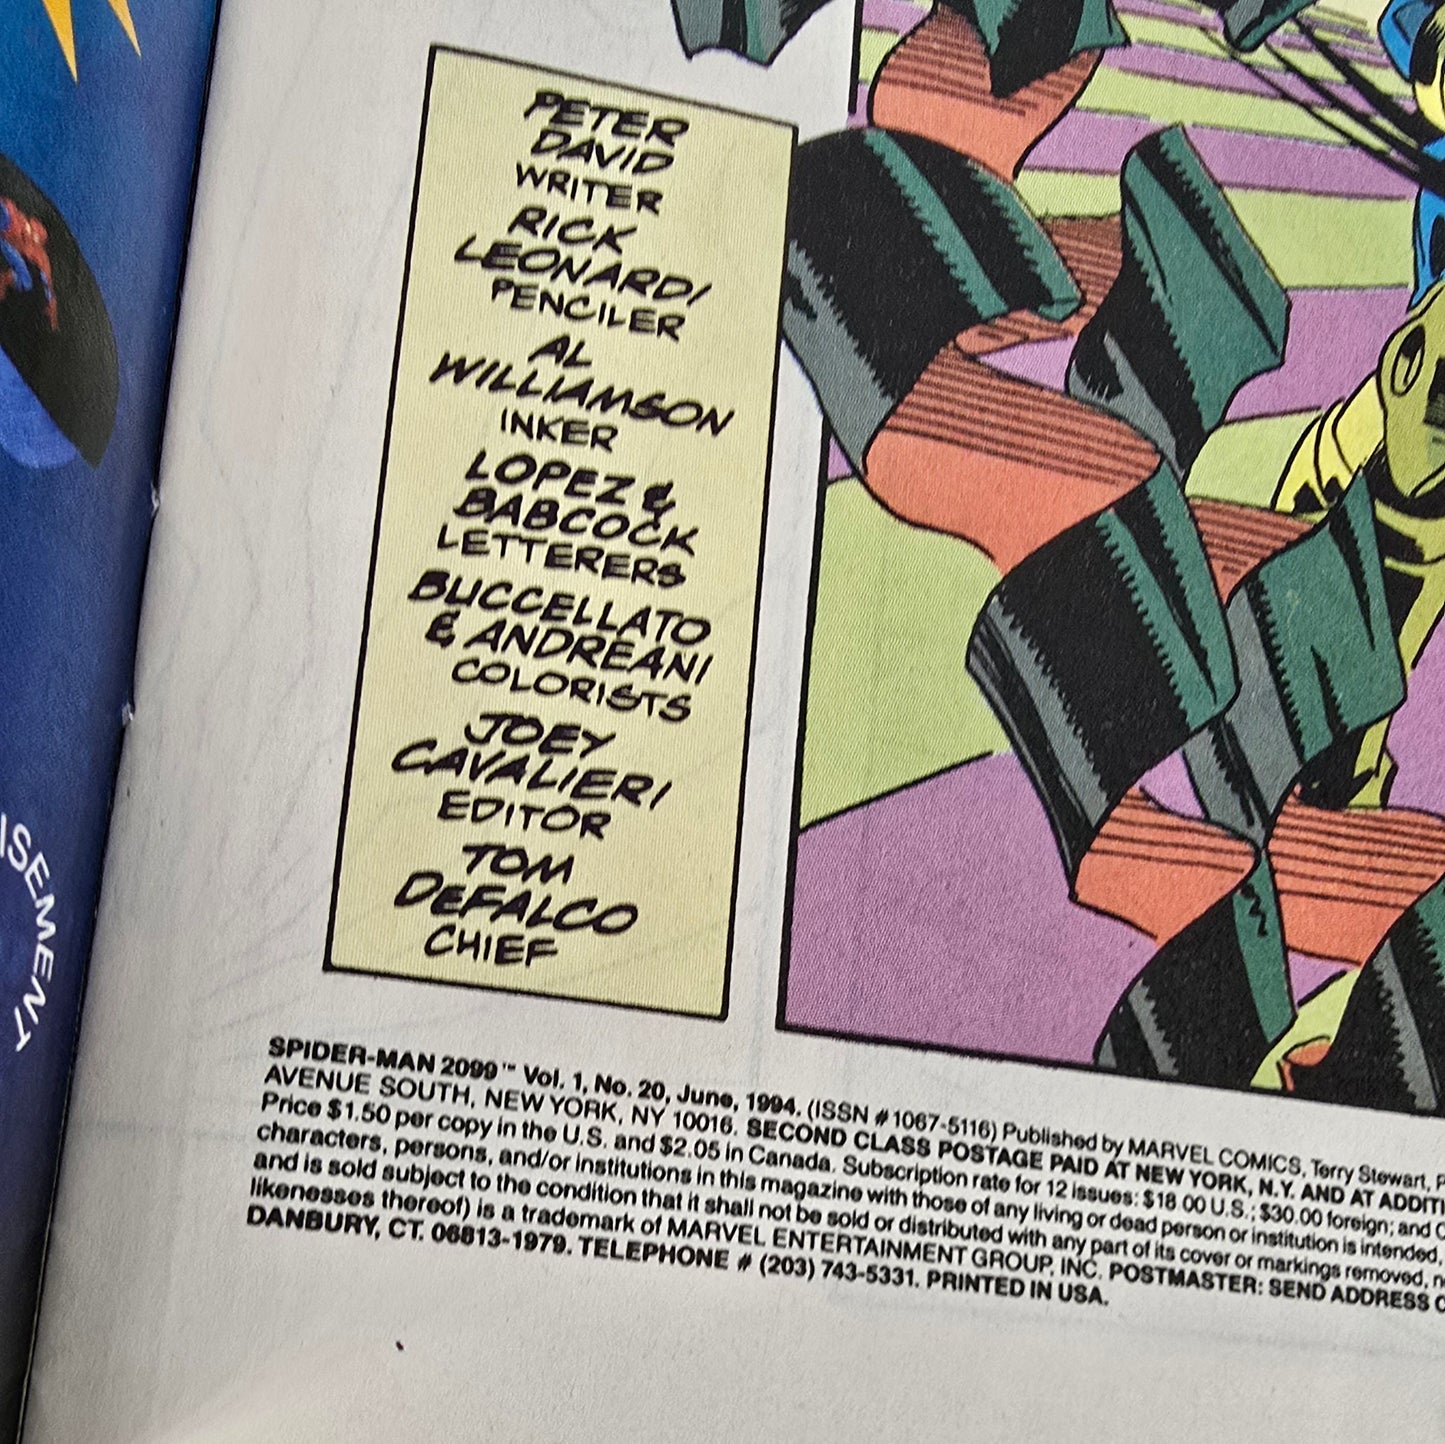 PETER
DAVID
WRITER
RICK
LEONARDI
PENCILER
AL
WILLIAMSON
INKER
LOPEZ &
BABCOCK
LETTERERS
BUCCELLATO
& ANDREANI
COLORISTS
JOEY
CAVALIERI
EDITOR
TOM
DEFALCO
CHIEF
SPIDER-MAN 2099™ Vol. 1, No. 20, June, 1994. (ISSN #1067-5116) Published by MARVEL COMICS, Terry Stewart, P
AVENUE SOUTH, NEW YORK, NY 10016. SECOND CLASS POSTAGE PAID AT NEW YORK, N.Y. AND AT ADDITI
Price $1.50 per copy in the U.S. and $2.05 in Canada. Subscription rate for 12 issues: $18 00 U.S.; $30.00 foreign; and C
characters, persons, and/or institutions in this magazine with those of any living or dead person or institution is intended,
and is sold subject to the condition that it shall not be sold or distributed with any part of its cover or markings removed, n
likenesses thereof) is a trademark of MARVEL ENTERTAINMENT GROUP, INC. POSTMASTER: SEND ADDRESS C
DANBURY, CT. 06813-1979. TELEPHONE # (203) 743-5331. PRINTED IN USA.
ISEMENT